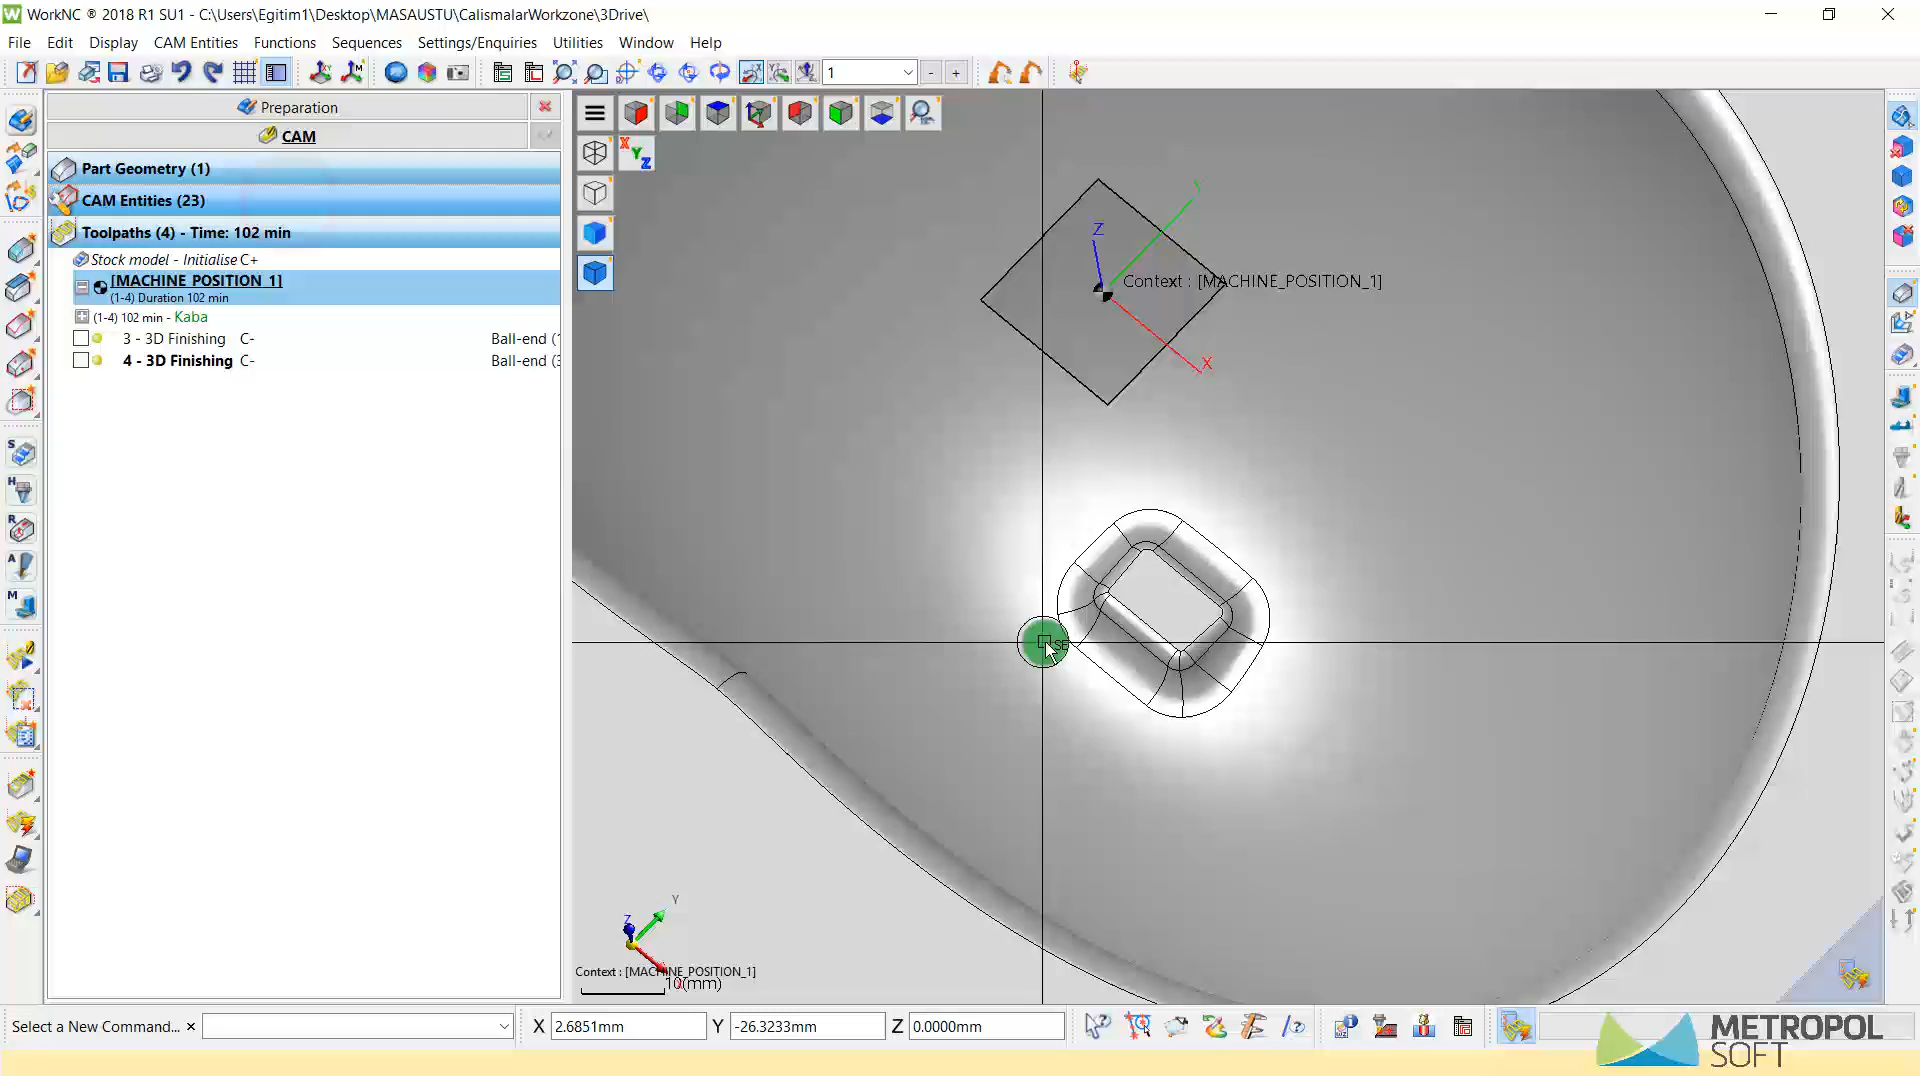 WorkNC ® 2018 R1 SU1 - C:\Users\Egitim1\Desktop\MASAUSTU\CalismalarWorkzone\3Drive\
File Edit Display CAM Entities Functions Sequences Settings/Enquiries Utilities Window Help
1
- +
Preparation
CAM
Part Geometry (1)
CAM Entities (23)
Toolpaths (4) - Time: 102 min
Stock model - Initialise C+
[MACHINE_POSITION_1]
(1-4) Duration 102 min
(1-4) 102 min - Kaba
3 - 3D Finishing C- Ball-end (
4 - 3D Finishing C- Ball-end (3
X Y Z
Y
Z
Context : [MACHINE_POSITION_1]
X
SE
S
H
R
A
M
Y
Z
Context : [MACHINE_POSITION_1]
10(mm)
Select a New Command... X 2.6851mm Y -26.3233mm Z 0.0000mm
METROPOL
SOFT